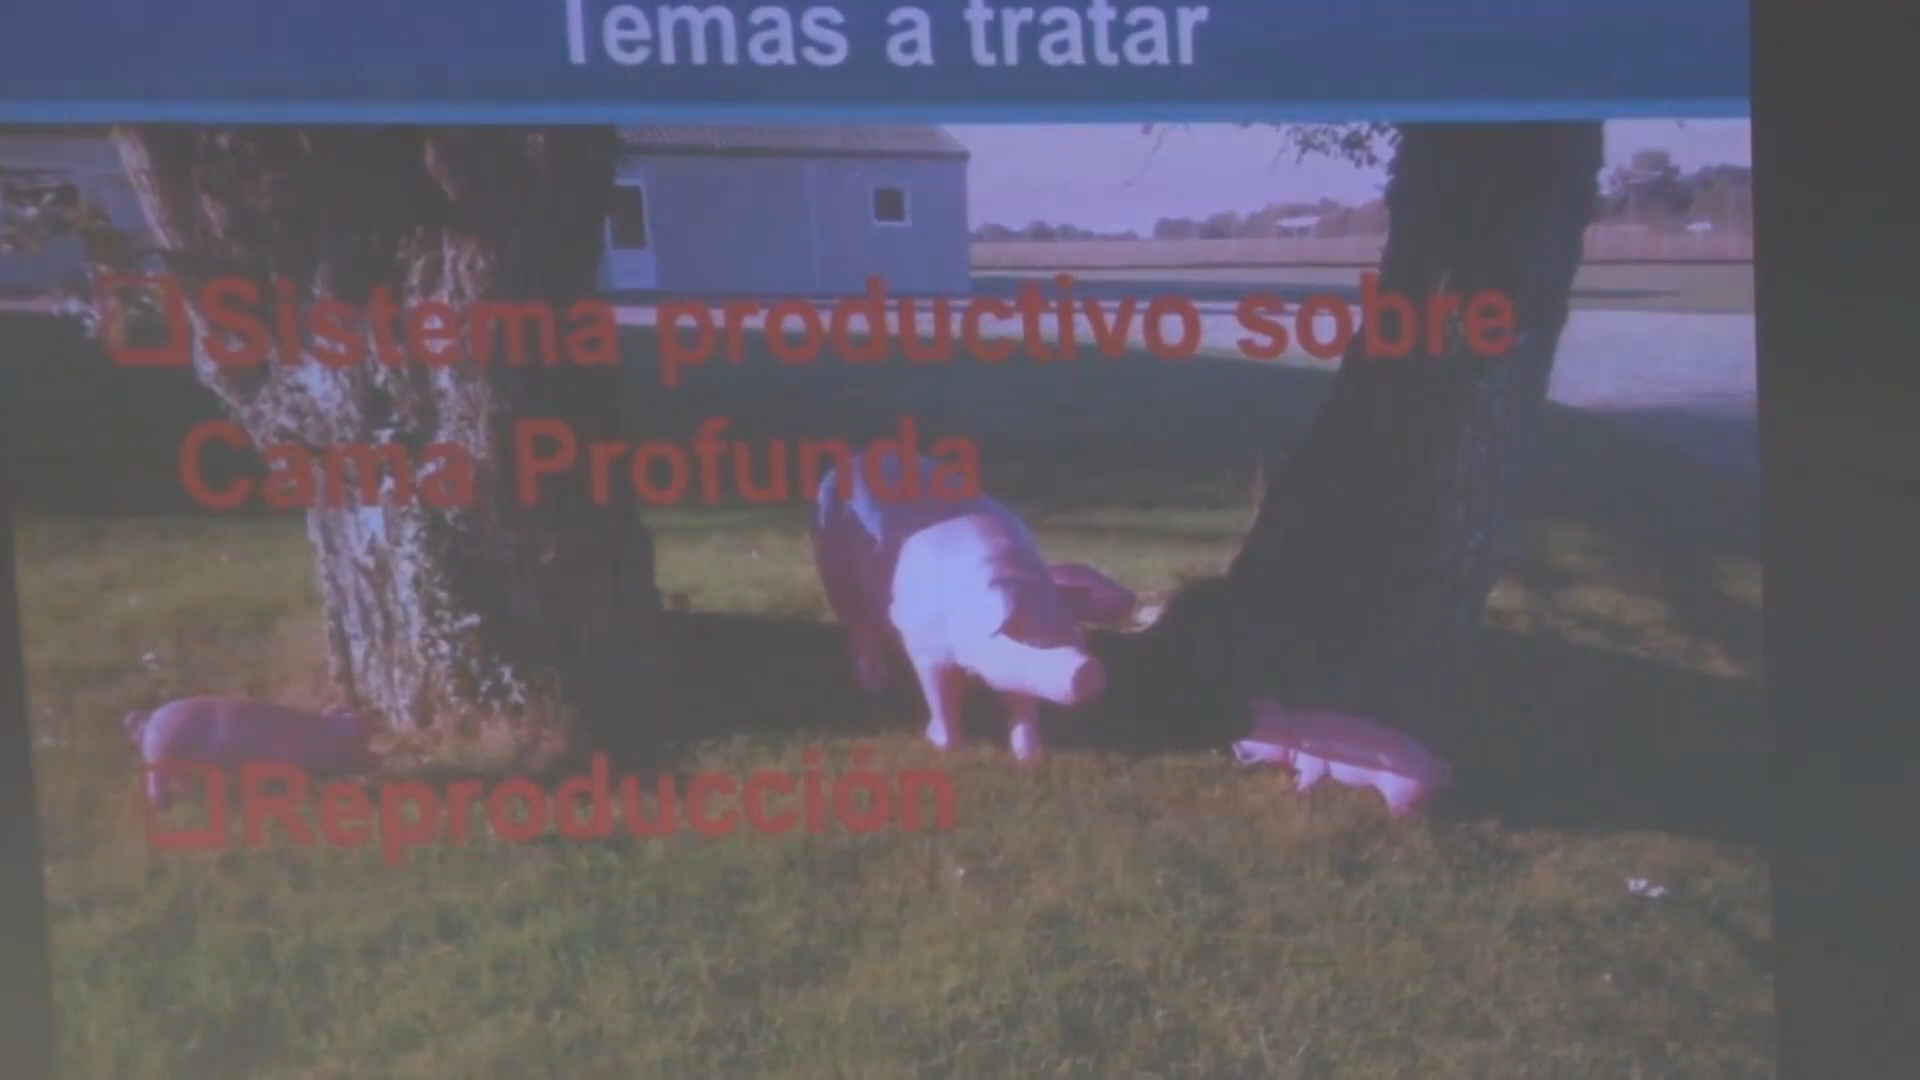 Temas a tratar
Sistema productivo sobre
Cama Profunda
Reproducción